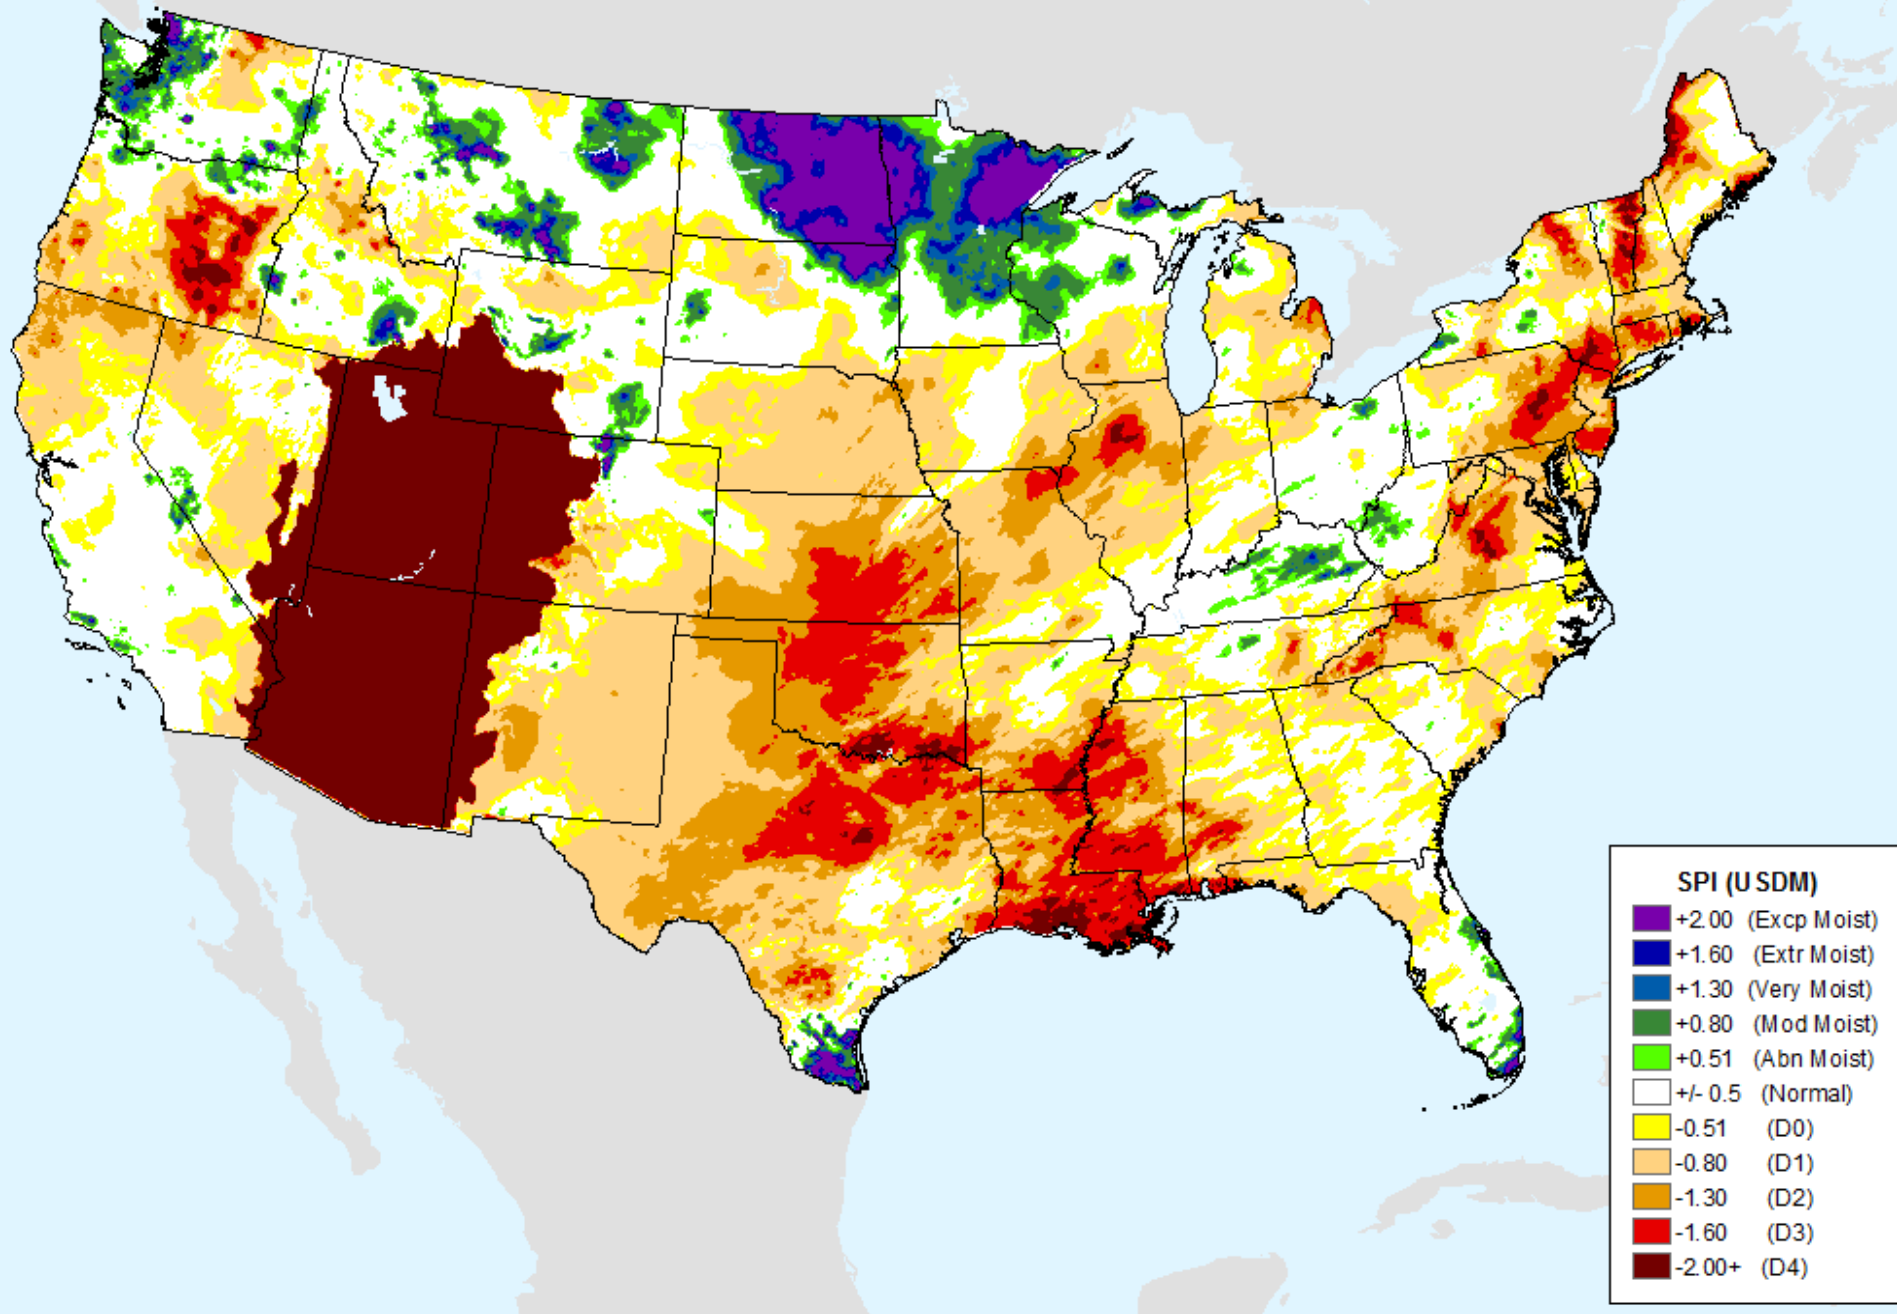 SPI (USDM)
+2.00 (Excp Moist)
+1.60 (Extr Moist)
+1.30 (Very Moist)
+0.80 (Mod Moist)
+0.51 (Abn Moist)
+/- 0.5 (Normal)
-0.51 (D0)
-0.80 (D1)
-1.30 (D2)
-1.60 (D3)
-2.00+ (D4)